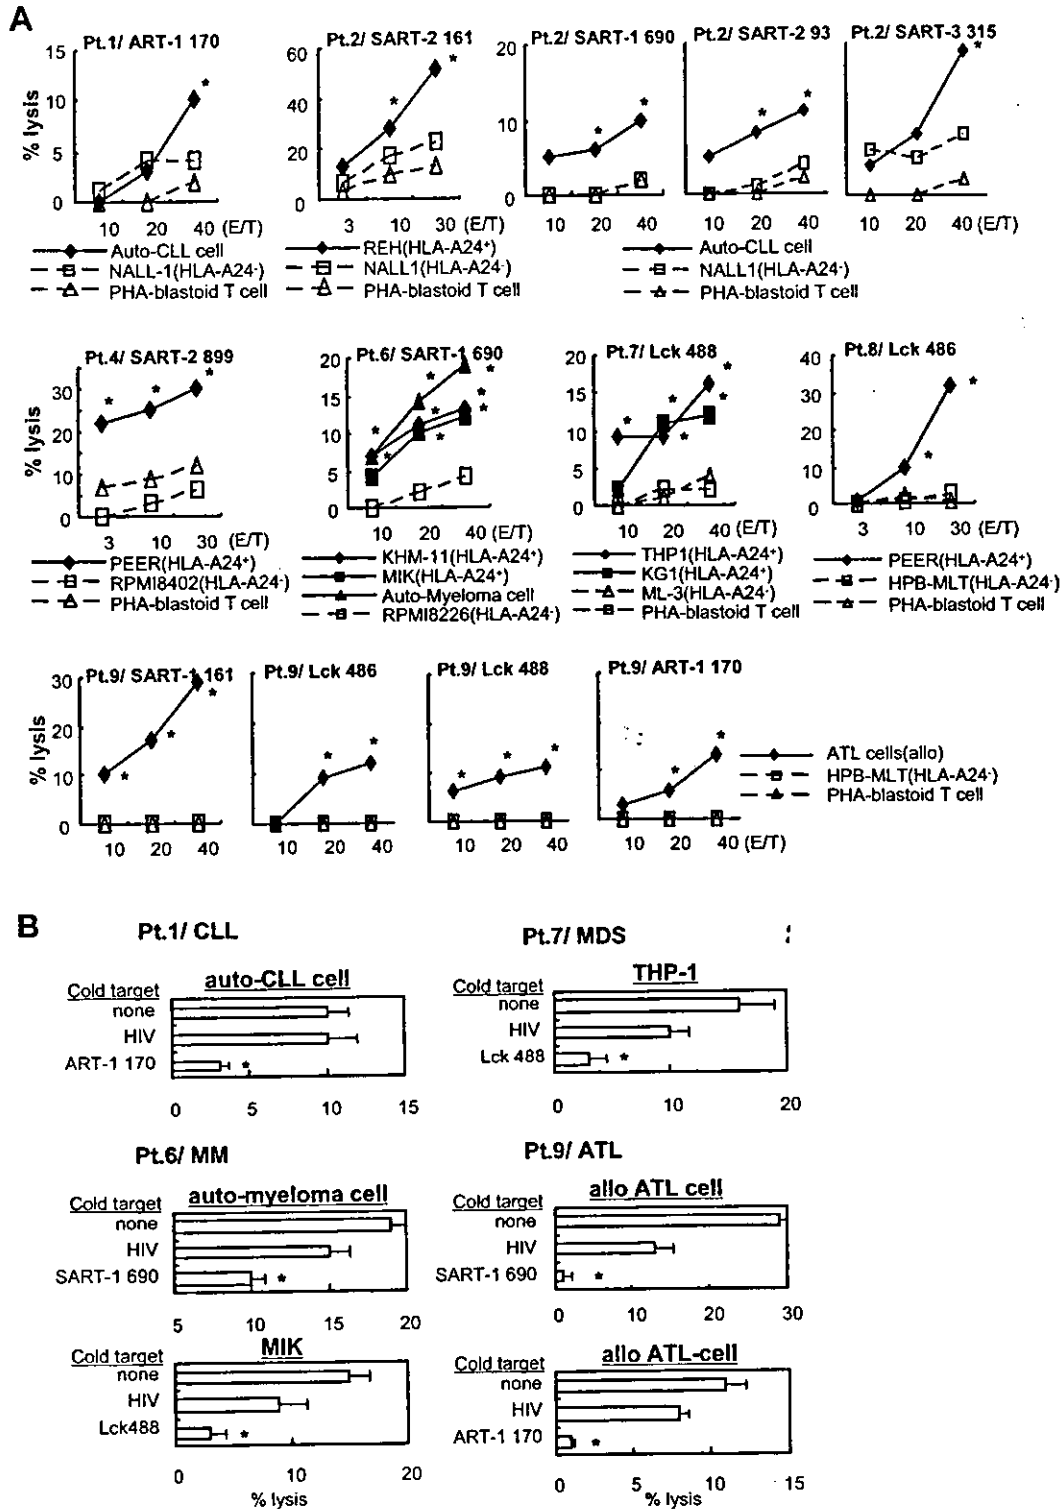 A
Pt.1/ ART-1 170
Pt.2/ SART-2 161
Pt.2/ SART-1 690
Pt.2/ SART-2 93
Pt.2/ SART-3 315
% lysis
15
10
5
0
10 20 40 (E/T)
60
40
20
0
3 10 30 (E/T)
20
10
0
10 20 40
10 20 40
10 20 40 (E/T)
Auto-CLL cell
NALL-1(HLA-A24-)
PHA-blastoid T cell
REH(HLA-A24+)
NALL1(HLA-A24-)
PHA-blastoid T cell
Auto-CLL cell
NALL1(HLA-A24-)
PHA-blastoid T cell
Pt.4/ SART-2 899
Pt.6/ SART-1 690
Pt.7/ Lck 488
Pt.8/ Lck 486
% lysis
30
20
10
0
3 10 30 (E/T)
20
15
10
5
0
10 20 40 (E/T)
20
15
10
5
0
10 20 40 (E/T)
40
30
20
10
0
3 10 30 (E/T)
PEER(HLA-A24+)
RPMI8402(HLA-A24-)
PHA-blastoid T cell
KHM-11(HLA-A24+)
MIK(HLA-A24+)
Auto-Myeloma cell
RPMI8226(HLA-A24-)
THP1(HLA-A24+)
KG1(HLA-A24+)
ML-3(HLA-A24-)
PHA-blastoid T cell
PEER(HLA-A24+)
HPB-MLT(HLA-A24-)
PHA-blastoid T cell
Pt.9/ SART-1 161
Pt.9/ Lck 486
Pt.9/ Lck 488
Pt.9/ ART-1 170
% lysis
30
20
10
0
10 20 40
10 20 40
10 20 40
10 20 40 (E/T)
ATL cells(allo)
HPB-MLT(HLA-A24-)
PHA-blastoid T cell
B
Pt.1/ CLL
auto-CLL cell
Cold target
none
HIV
ART-1 170
0 5 10 15
Pt.7/ MDS
THP-1
Cold target
none
HIV
Lck 488
0 10 20
Pt.6/ MM
auto-myeloma cell
Cold target
none
HIV
SART-1 690
5 10 15 20
Pt.9/ ATL
allo ATL cell
Cold target
none
HIV
SART-1 690
0 10 20 30
MIK
Cold target
none
HIV
Lck488
0 10 20
% lysis
allo ATL-cell
Cold target
none
HIV
ART-1 170
0 5 10 15
% lysis